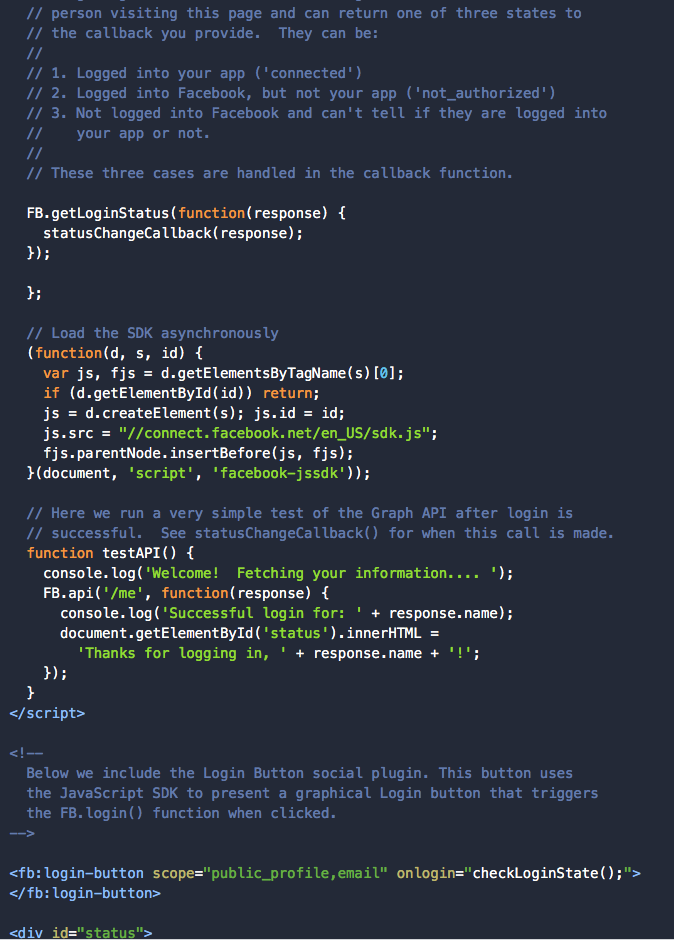 // person visiting this page and can return one of three states to
// the callback you provide.  They can be:
//
// 1. Logged into your app ('connected')
// 2. Logged into Facebook, but not your app ('not_authorized')
// 3. Not logged into Facebook and can't tell if they are logged into
//    your app or not.
//
// These three cases are handled in the callback function.
FB.getLoginStatus(function(response) {
statusChangeCallback(response);
});
};
// Load the SDK asynchronously
(function(d, s, id) {
var js, fjs = d.getElementsByTagName(s)[0];
if (d.getElementById(id)) return;
js = d.createElement(s); js.id = id;
js.src = "//connect.facebook.net/en_US/sdk.js";
fjs.parentNode.insertBefore(js, fjs);
}(document, 'script', 'facebook-jssdk'));
// Here we run a very simple test of the Graph API after login is
// successful.  See statusChangeCallback() for when this call is made.
function testAPI() {
console.log('Welcome!  Fetching your information.... ');
FB.api('/me', function(response) {
console.log('Successful login for: ' + response.name);
document.getElementById('status').innerHTML =
'Thanks for logging in, ' + response.name + '!';
});
}
</script>
<!--
Below we include the Login Button social plugin. This button uses
the JavaScript SDK to present a graphical Login button that triggers
the FB.login() function when clicked.
-->
<fb:login-button scope="public_profile,email" onlogin="checkLoginState();">
</fb:login-button>
<div id="status">